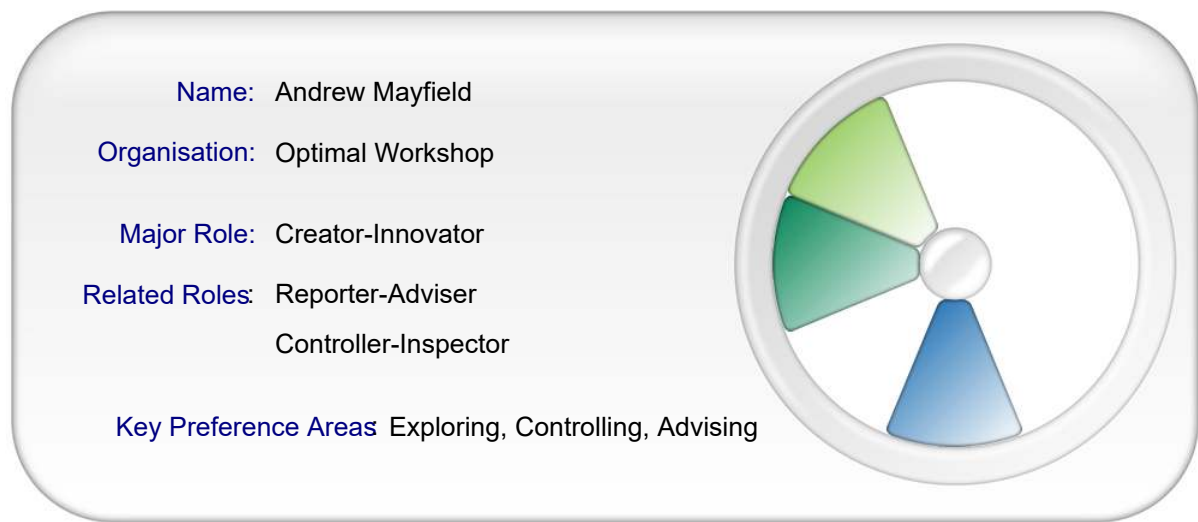 Name: Andrew Mayfield
Organisation: Optimal Workshop
Major Role: Creator-Innovator
Related Roles: Reporter-Adviser
Controller-Inspector
Key Preference Areas: Exploring, Controlling, Advising